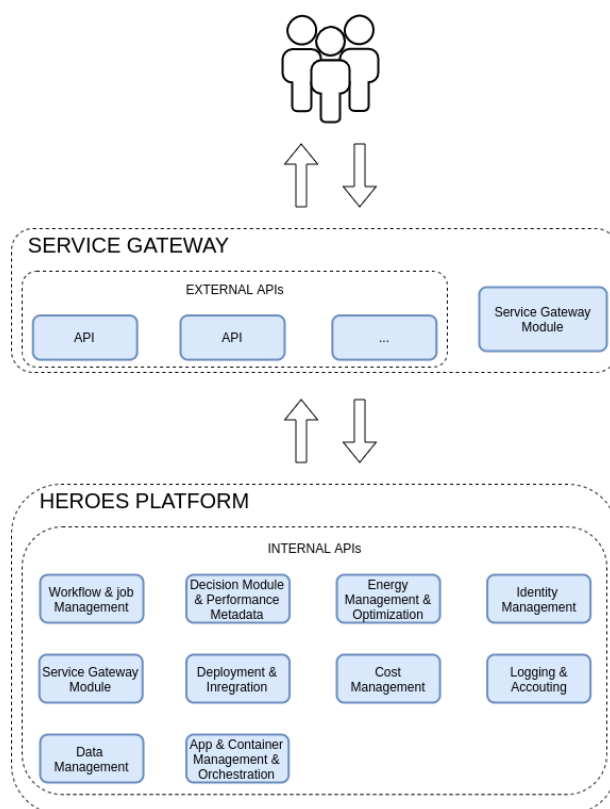 SERVICE GATEWAY
EXTERNAL APIs
API
API
...
Service Gateway
Module
HEROES PLATFORM
INTERNAL APIs
Workflow & job
Management
Decision Module
& Performance
Metadata
Energy
Management &
Optimization
Identity
Management
Service Gateway
Module
Deployment &
Inregration
Cost
Management
Logging &
Accouting
Data
Management
App & Container
Management &
Orchestration